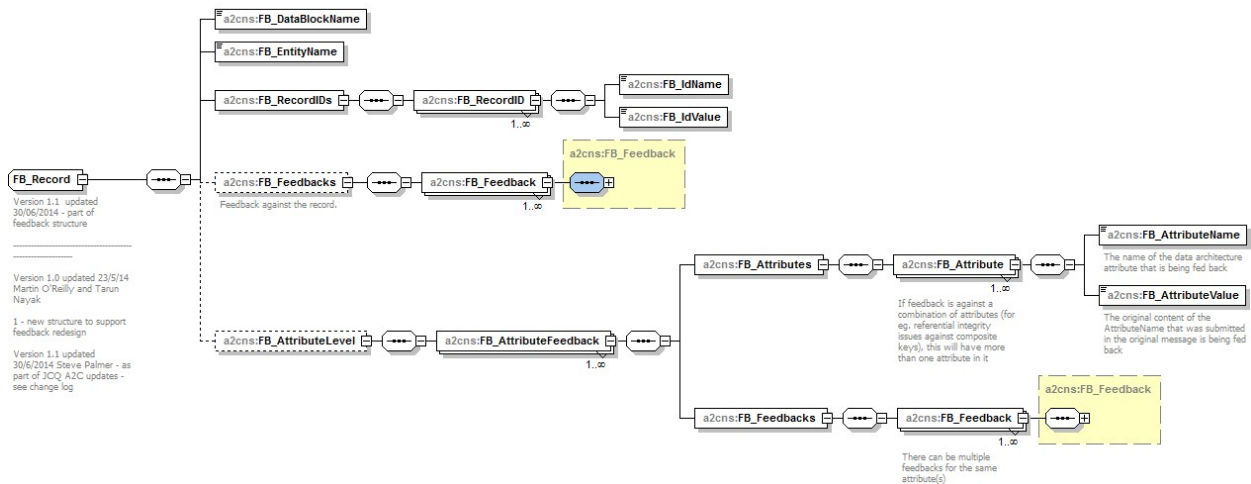 a2cns:FB_DataBlockName
a2cns:FB_EntityName
a2cns:FB_RecordIDs
a2cns:FB_RecordID
1..∞
a2cns:FB_IdName
a2cns:FB_IdValue
FB_Record
Version 1.1 updated
30/06/2014 - part of
feedback structure
Version 1.0 updated 23/5/14
Martin O'Reilly and Tarun
Nayak
1 - new structure to support
feedback redesign
Version 1.1 updated
30/6/2014 Steve Palmer - as
part of JCQ A2C updates -
see change log
a2cns:FB_Feedbacks
Feedback against the record.
a2cns:FB_Feedback
1..∞
a2cns:FB_Feedback
a2cns:FB_AttributeLevel
a2cns:FB_AttributeFeedback
1..∞
a2cns:FB_Attributes
a2cns:FB_Attribute
1..∞
If feedback is against a
combination of attributes (for
eg. referential integrity
issues against composite
keys), this will have more
than one attribute in it
a2cns:FB_AttributeName
The name of the data architecture
attribute that is being fed back
a2cns:FB_AttributeValue
The original content of the
AttributeName that was submitted
in the original message is being fed
back
a2cns:FB_Feedbacks
a2cns:FB_Feedback
1..∞
There can be multiple
feedbacks for the same
attribute(s)
a2cns:FB_Feedback